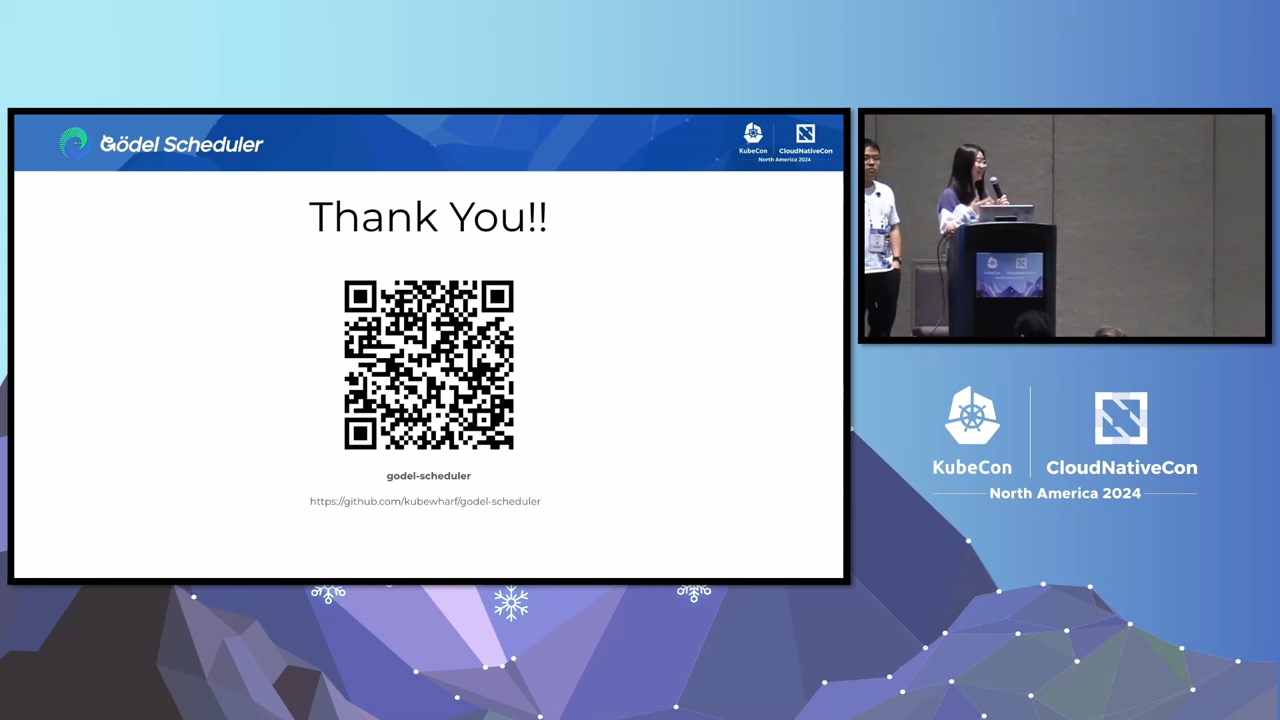 Gödel Scheduler
KubeCon
CloudNativeCon
North America 2024
Thank You!!
godel-scheduler
https://github.com/kubewharf/godel-scheduler
KubeCon
CloudNativeCon
North America 2024